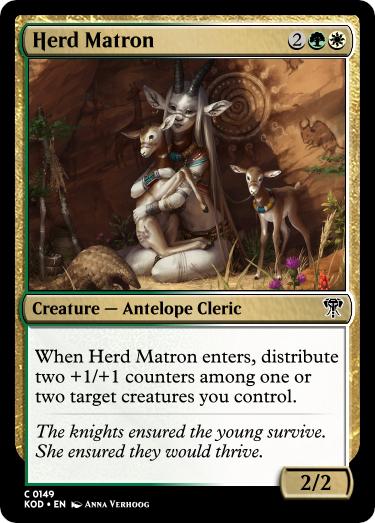 Herd Matron 2
Creature — Antelope Cleric
When Herd Matron enters, distribute
two +1/+1 counters among one or
two target creatures you control.
The knights ensured the young survive.
She ensured they would thrive.
2/2
C 0149
KOD • EN Anna Verhoog